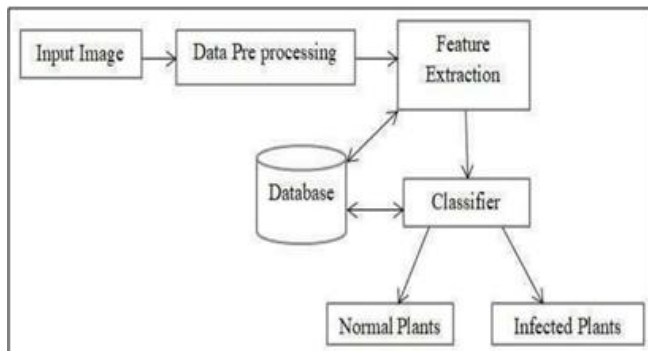 Input Image
Data Pre processing
Feature
Extraction
Database
Classifier
Normal Plants
Infected Plants